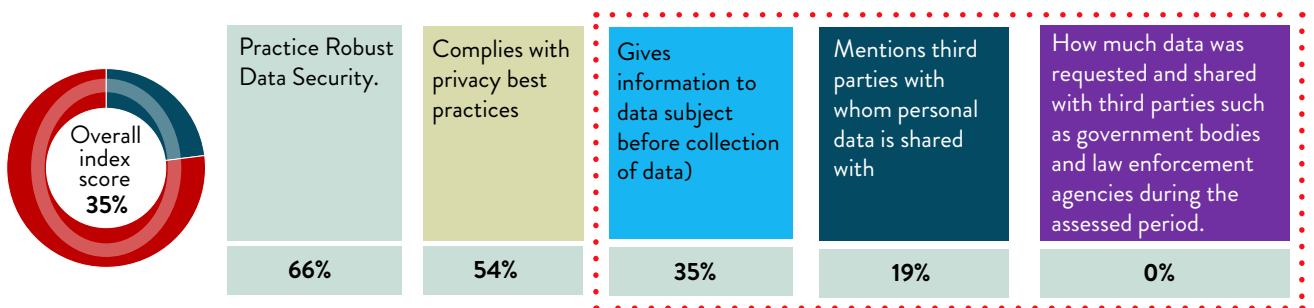 Overall
index
score
35%
Practice Robust
Data Security.
66%
Complies with
privacy best
practices
54%
Gives
information to
data subject
before collection
of data)
35%
Mentions third
parties with
whom personal
data is shared
with
19%
How much data was
requested and shared
with third parties such
as government bodies
and law enforcement
agencies during the
assessed period.
0%